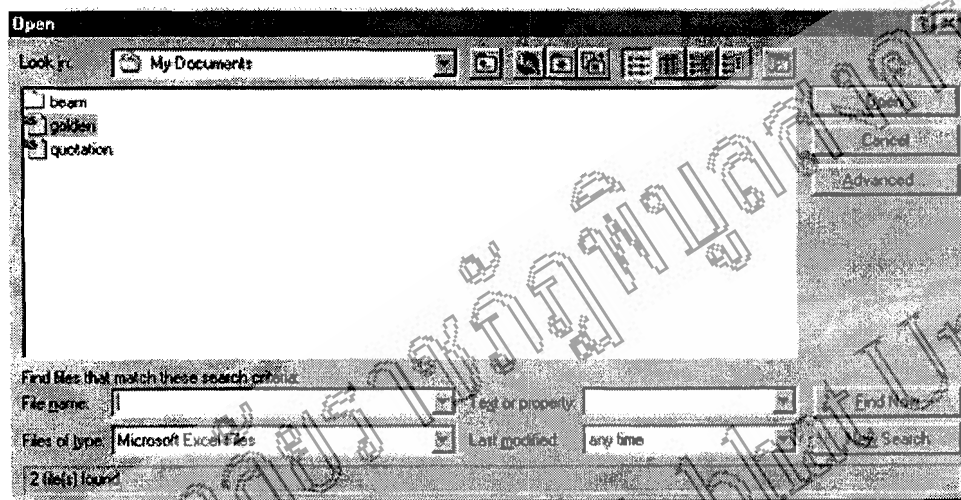 Open
Look in: My Documents
beam
golden
quotation
Open
Cancel
Advanced...
Find files that match these search criteria:
File name: Text or property: Find Now
Files of type: Microsoft Excel Files Last modified: any time New Search
2 file(s) found